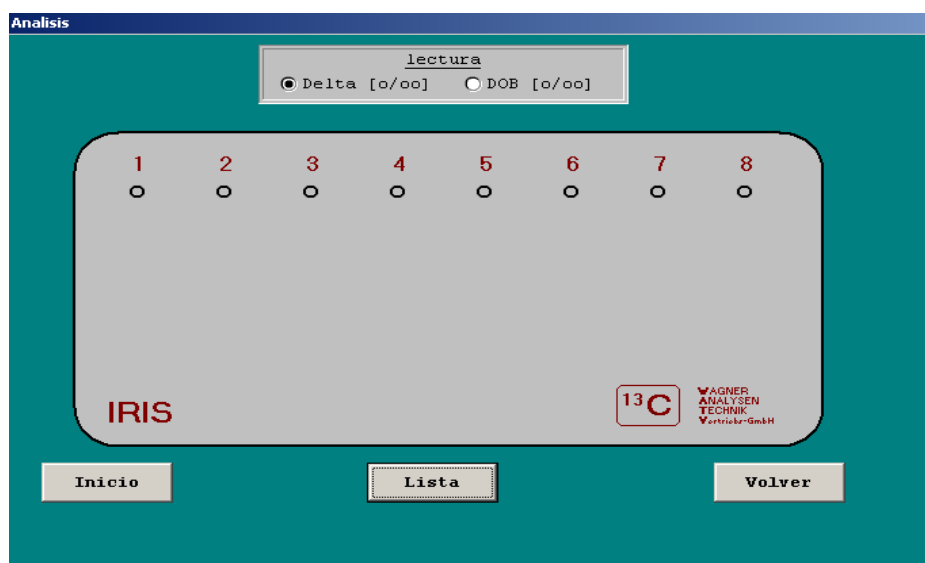 Analisis
lectura
Delta [o/oo] DOB [o/oo]
1 2 3 4 5 6 7 8
IRIS
13C
WAGNER
ANALYSEN
TECHNIK
Vertriebs-GmbH
Inicio Lista Volver